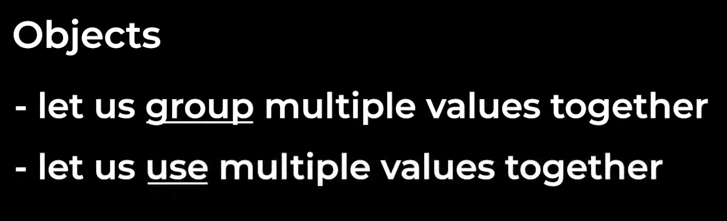 Objects
- let us group multiple values together
- let us use multiple values together